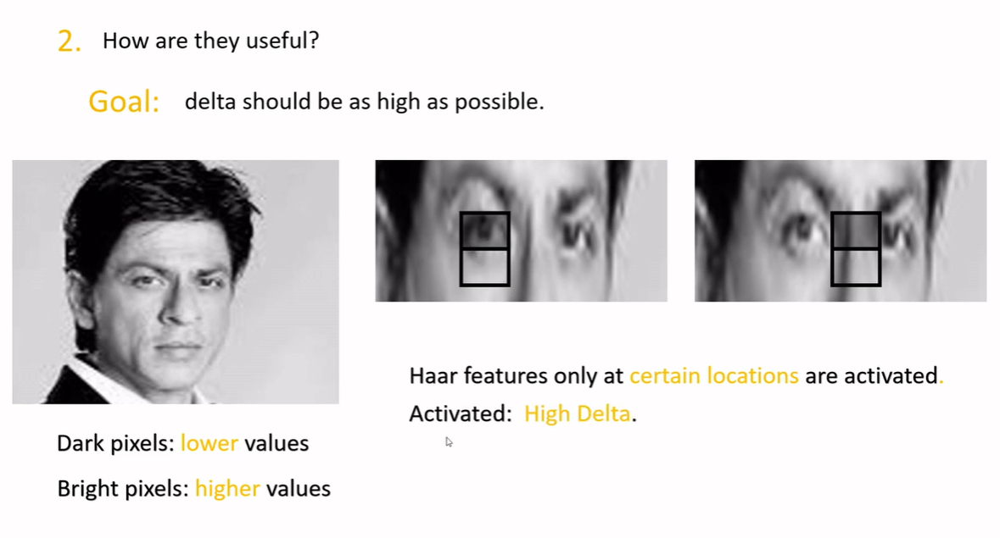 2. How are they useful?
Goal: delta should be as high as possible.
Haar features only at certain locations are activated.
Activated: High Delta.
Dark pixels: lower values
Bright pixels: higher values